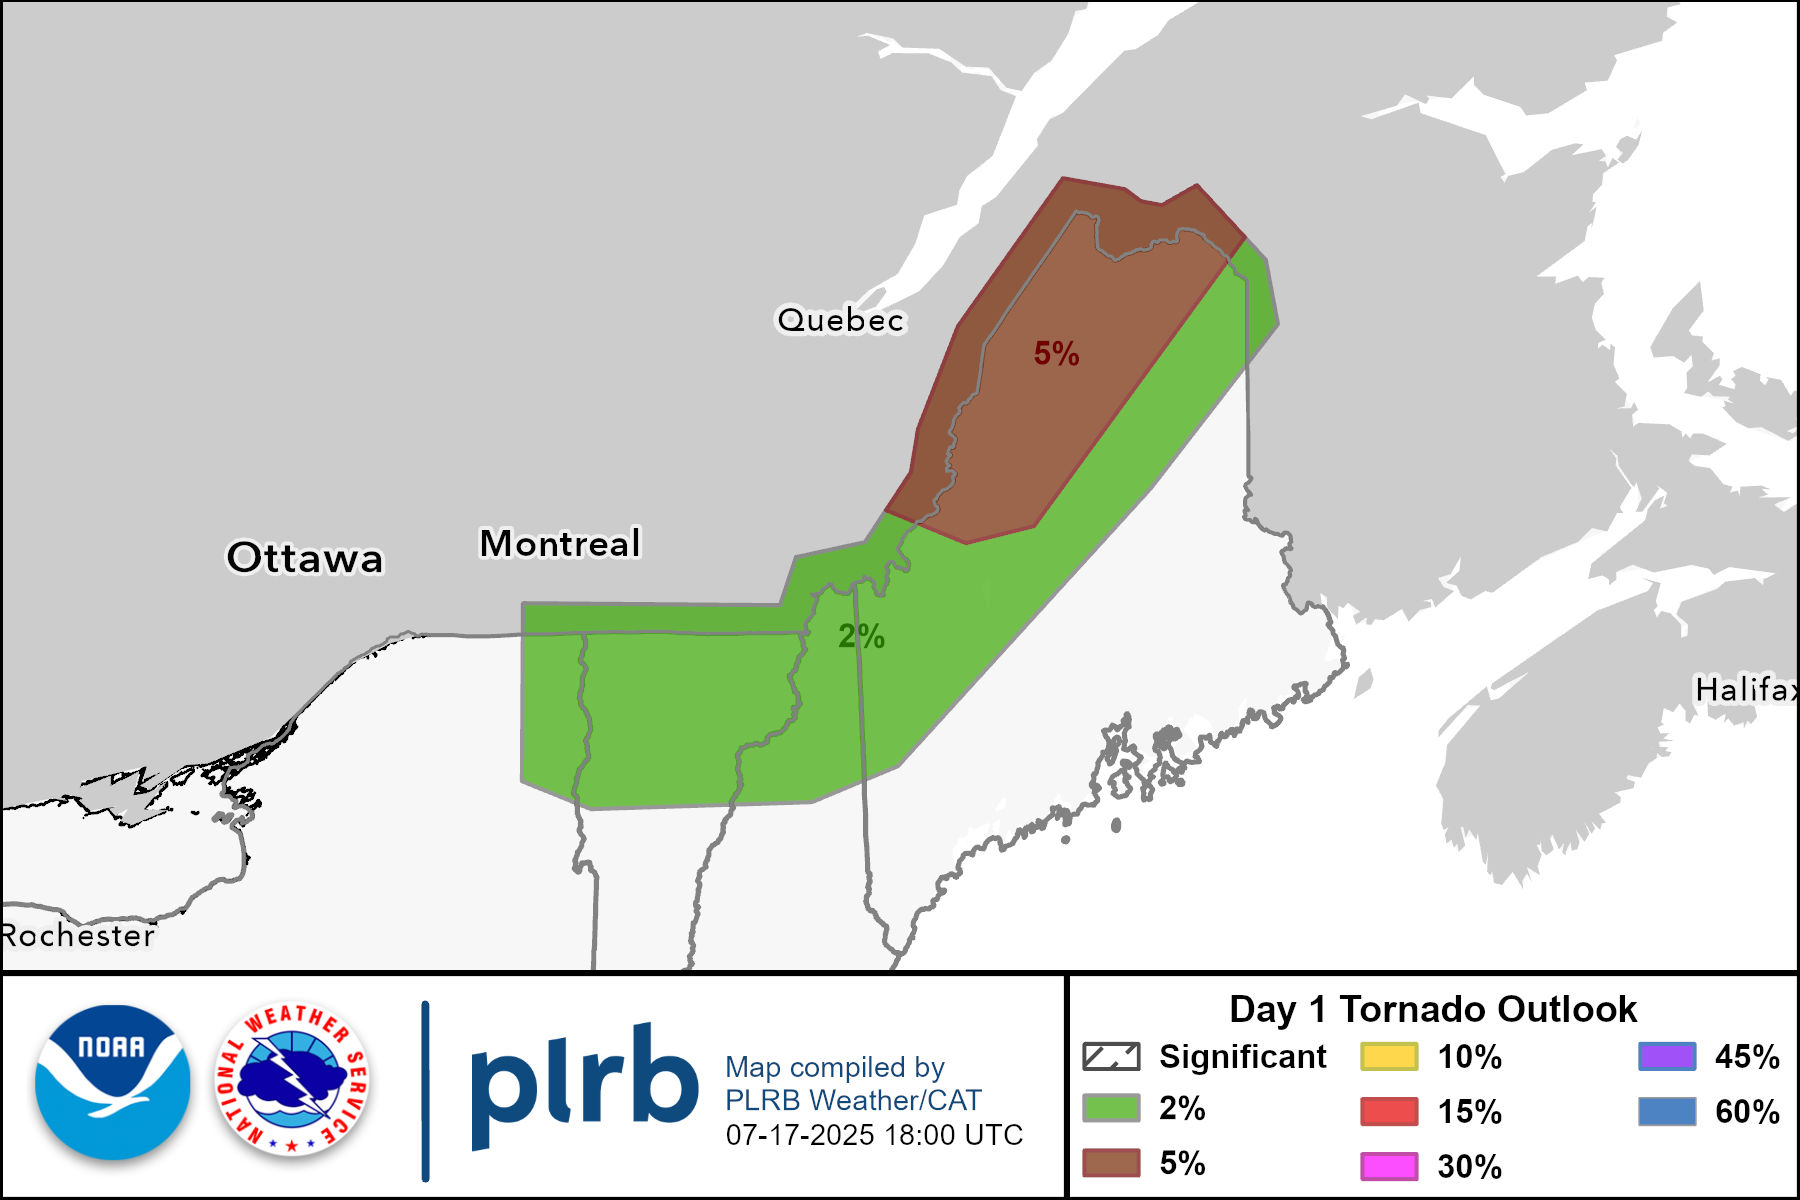 Quebec
5%
Ottawa
Montreal
2%
Halifax
Rochester
NOAA
NATIONAL WEATHER SERVICE
plrb
Map compiled by
PLRB Weather/CAT
07-17-2025 18:00 UTC
Day 1 Tornado Outlook
Significant
2%
5%
10%
15%
30%
45%
60%